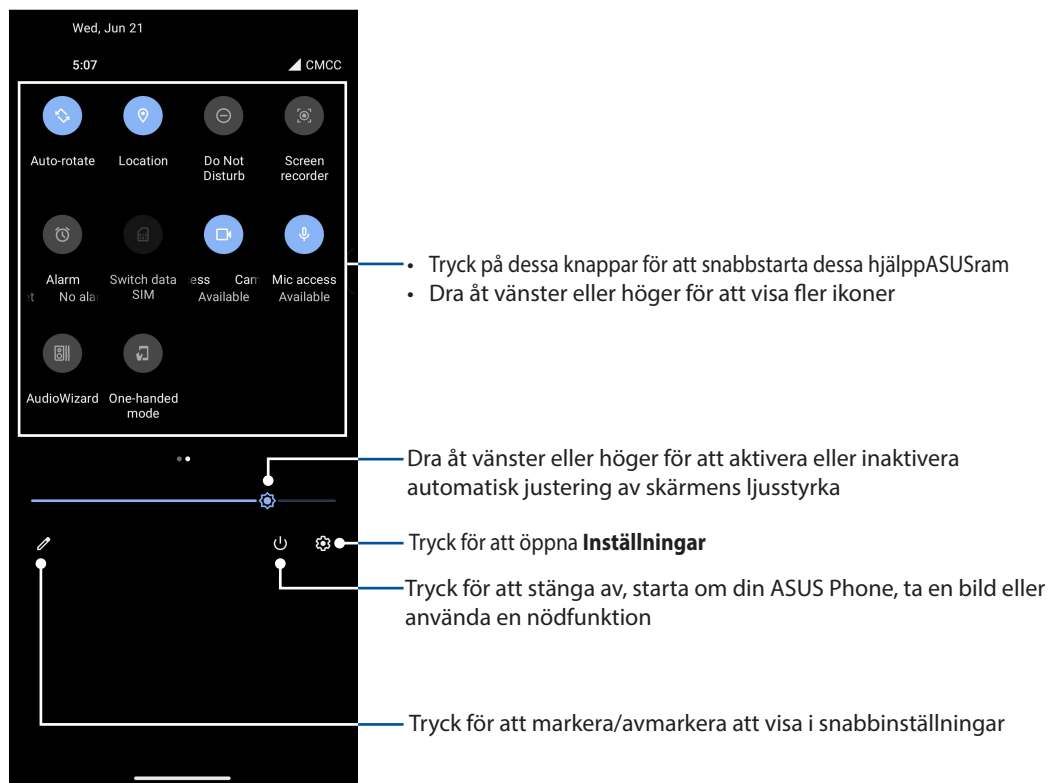 Wed, Jun 21
5:07 CMCC
Auto-rotate Location Do Not Screen
Disturb recorder
Alarm Switch data ess Cam Mic access
t No ala SIM Available Available
AudioWizard One-handed
mode
• Tryck på dessa knappar för att snabbstarta dessa hjälppASUSram
• Dra åt vänster eller höger för att visa fler ikoner
Dra åt vänster eller höger för att aktivera eller inaktivera
automatisk justering av skärmens ljusstyrka
Tryck för att öppna Inställningar
Tryck för att stänga av, starta om din ASUS Phone, ta en bild eller
använda en nödfunktion
Tryck för att markera/avmarkera att visa i snabbinställningar